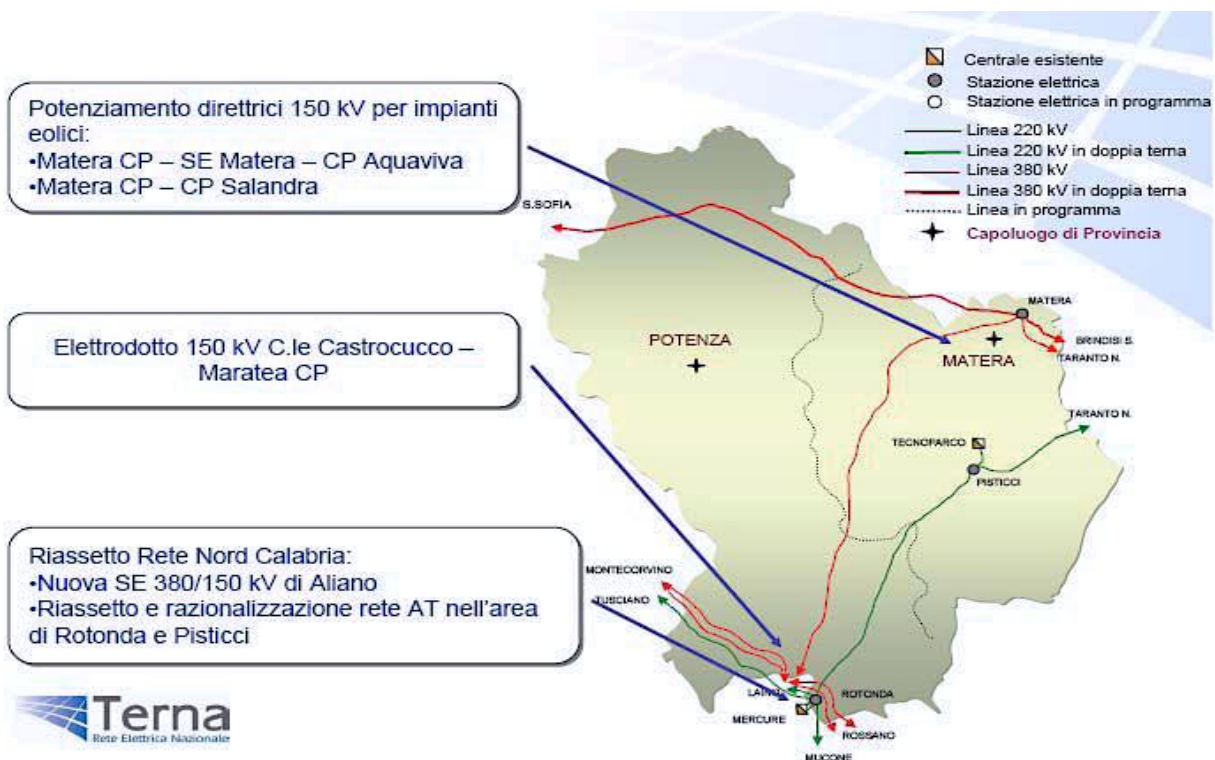 Potenziamento direttrici 150 kV per impianti
eolici:
•Matera CP – SE Matera – CP Aquaviva
•Matera CP – CP Salandra
Elettrodotto 150 kV C.le Castrocucco –
Maratea CP
Riassetto Rete Nord Calabria:
•Nuova SE 380/150 kV di Aliano
•Riassetto e razionalizzazione rete AT nell'area
di Rotonda e Pisticci
Terna
Rete Elettrica Nazionale
Centrale esistente
Stazione elettrica
Stazione elettrica in programma
Linea 220 kV
Linea 220 kV in doppia terna
Linea 380 kV
Linea 380 kV in doppia terna
Linea in programma
Capoluogo di Provincia
S.SOFIA
MATERA
POTENZA
MATERA
BRINDISI S.
TARANTO N.
TARANTO N.
TECNOPARCO
PISTICCI
MONTECORVINO
TUSCIANO
LAINO
ROTONDA
MERCURE
ROSSANO
MUCONE